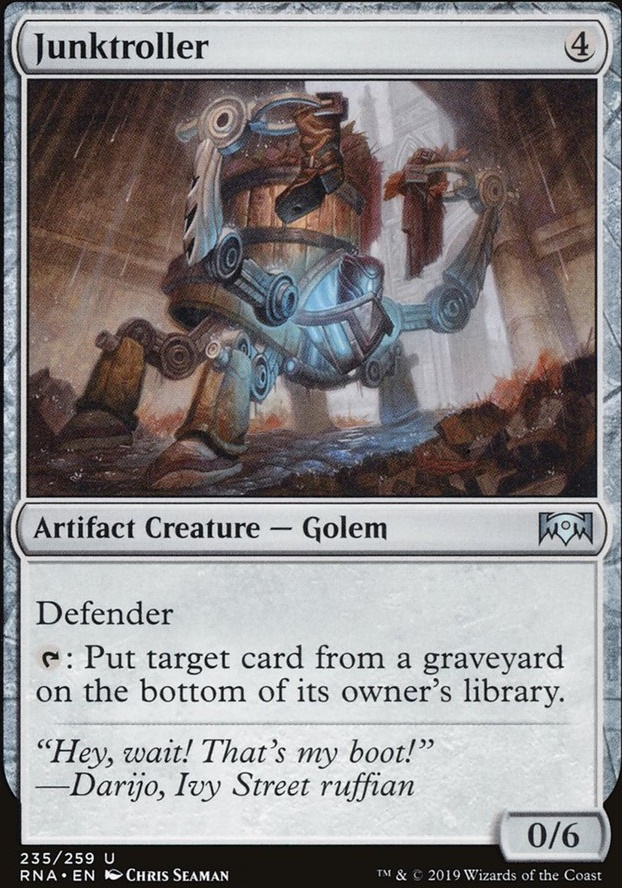 Junktroller 4
Artifact Creature — Golem
Defender
: Put target card from a graveyard
on the bottom of its owner's library.
"Hey, wait! That's my boot!"
—Darijo, Ivy Street ruffian
0/6
235/259 U
RNA • EN Chris Seaman ™ & © 2019 Wizards of the Coast